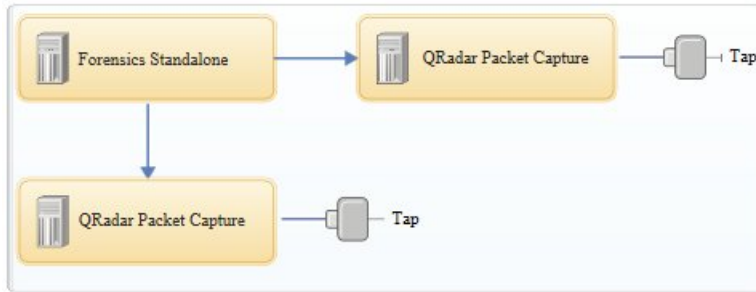 Forensics Standalone
QRadar Packet Capture
Tap
QRadar Packet Capture
Tap